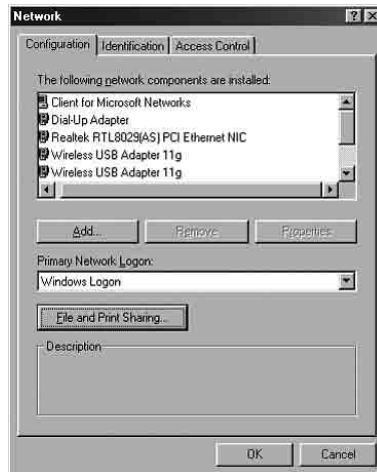 Network
Configuration Identification Access Control
The following network components are installed:
Client for Microsoft Networks
Dial-Up Adapter
Realtek RTL8029(AS) PCI Ethernet NIC
Wireless USB Adapter 11g
Wireless USB Adapter 11g
Add... Remove Properties
Primary Network Logon:
Windows Logon
File and Print Sharing...
Description
OK Cancel